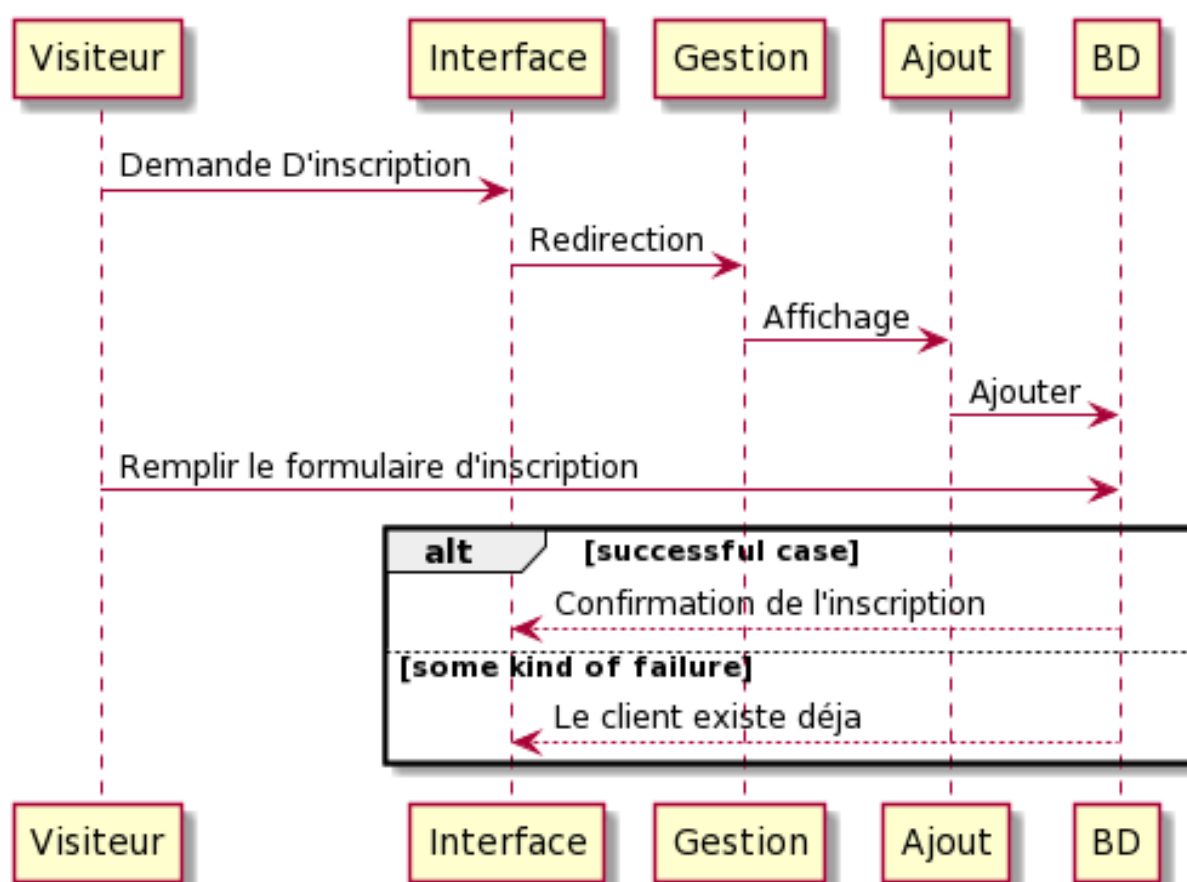 Visiteur Interface Gestion Ajout BD
Demande D'inscription
Redirection
Affichage
Ajouter
Remplir le formulaire d'inscription
alt [successful case]
Confirmation de l'inscription
[some kind of failure]
Le client existe déja
Visiteur Interface Gestion Ajout BD